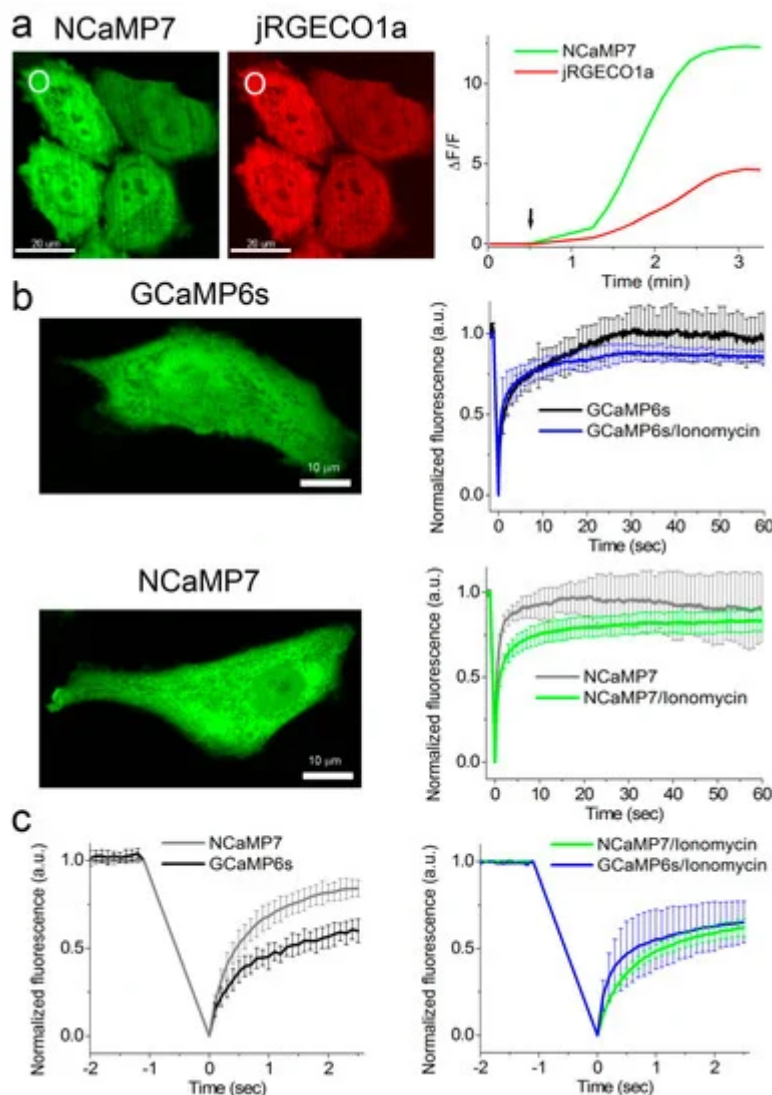 a
NCaMP7
jRGECO1a
20 μm
20 μm
NCaMP7
jRGECO1a
ΔF/F
10
5
0
0 1 2 3
Time (min)
b
GCaMP6s
10 μm
Normalized fluorescence (a.u.)
1.0
0.5
0.0
GCaMP6s
GCaMP6s/Ionomycin
0 10 20 30 40 50 60
Time (sec)
NCaMP7
10 μm
Normalized fluorescence (a.u.)
1.0
0.5
0.0
NCaMP7
NCaMP7/Ionomycin
0 10 20 30 40 50 60
Time (sec)
c
Normalized fluorescence (a.u.)
1.0
0.5
0.0
NCaMP7
GCaMP6s
-2 -1 0 1 2
Time (sec)
Normalized fluorescence (a.u.)
1.0
0.5
0.0
NCaMP7/Ionomycin
GCaMP6s/Ionomycin
-2 -1 0 1 2
Time (sec)